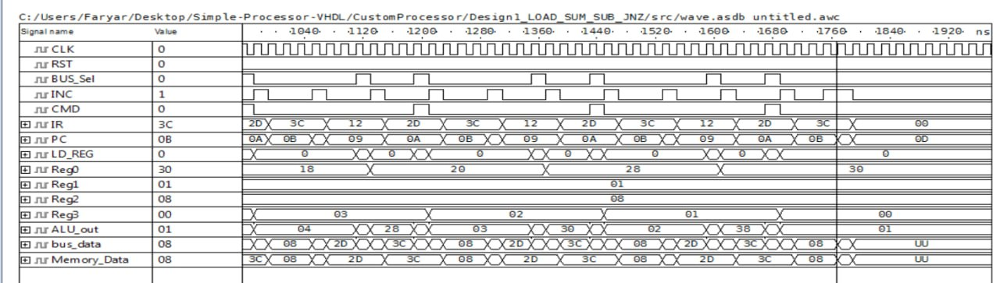 C:/Users/Faryar/Desktop/Simple-Processor-VHDL/CustomProcessor/Design1_LOAD_SUM_SUB_JNZ/src/wave.asdb untitled.awc
Signal name Value 1040 1120 1200 1280 1360 1440 1520 1600 1680 1760 1840 1920 ns
CLK 0
RST 0
BUS_Sel 0
INC 1
CMD 0
IR 3C 2D 3C 12 2D 3C 12 2D 3C 12 2D 3C 00
PC 0B 0A 0B 09 0A 0B 09 0A 0B 09 0A 0B 0D
LD_REG 0 0 0 0 0 0 0 0
Reg0 30 18 20 28 30
Reg1 01 01
Reg2 08 08
Reg3 00 03 02 01 00
ALU_out 01 04 28 03 30 02 38 01
bus_data 08 08 2D 3C 08 2D 3C 08 2D 3C 08 UU
Memory_Data 08 3C 08 2D 3C 08 2D 3C 08 2D 3C 08 UU